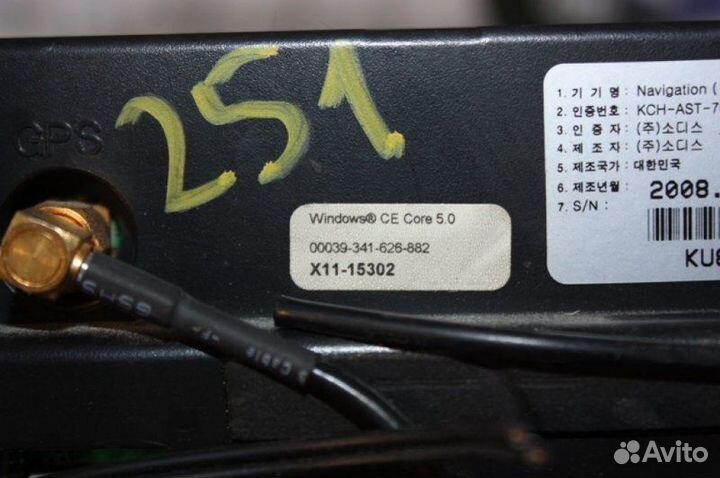 251
GPS
Windows® CE Core 5.0
00039-341-626-882
X11-15302
1. 기 기 명 : Navigation (
2. 인증번호 : KCH-AST-7
3. 인 증 자 : (주)소디스
4. 제 조 자 : (주)소디스
5. 제조국가 : 대한민국
6. 제조년월 : 2008.
7. S/N :
KU8
Avito